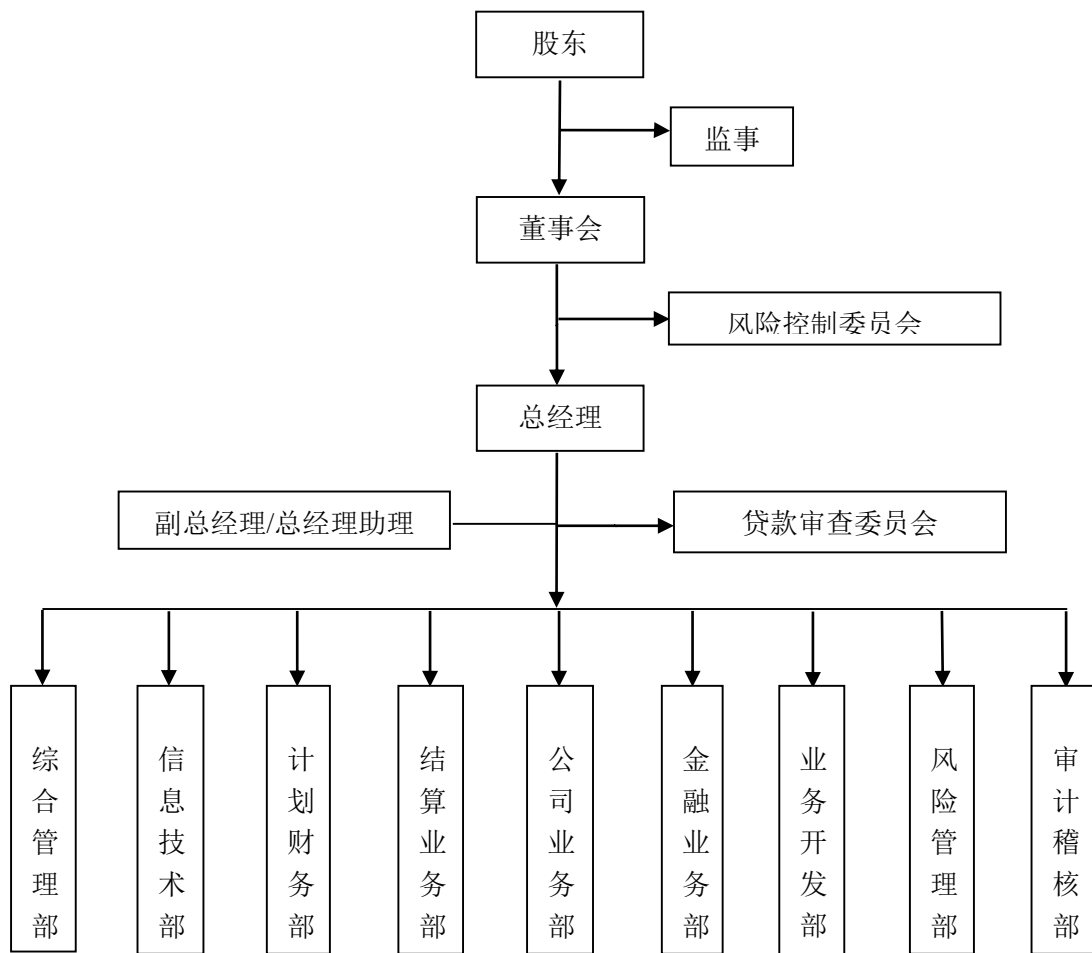 股东
监事
董事会
风险控制委员会
总经理
副总经理/总经理助理
贷款审查委员会
综合管理部
信息技术部
计划财务部
结算业务部
公司业务部
金融业务部
业务开发部
风险管理部
审计稽核部